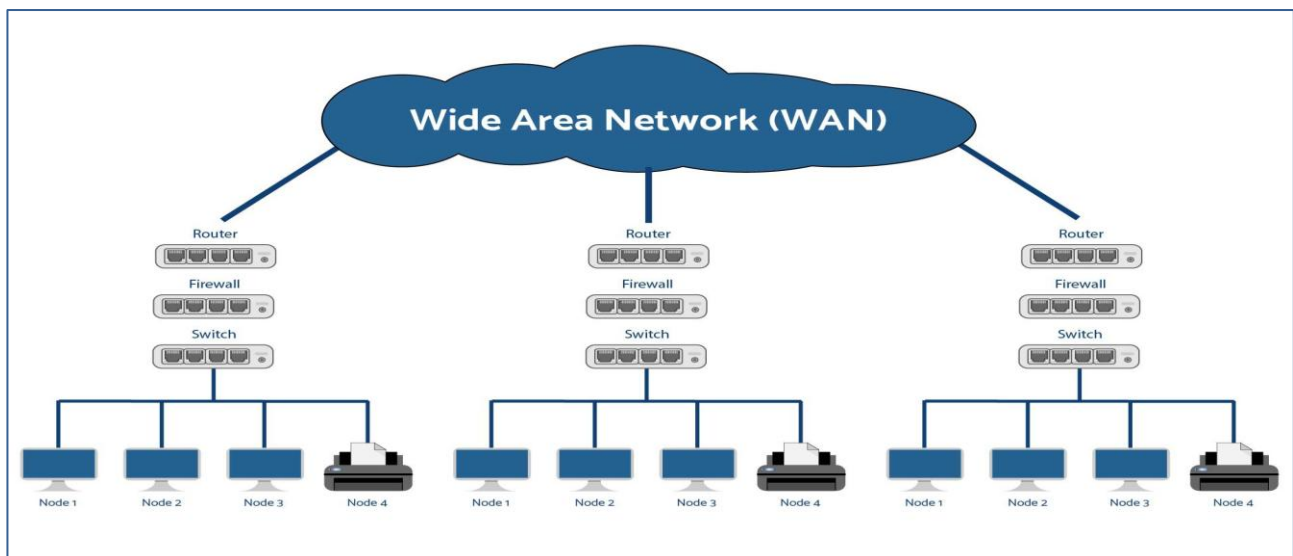 Wide Area Network (WAN)
Router
Router
Router
Firewall
Firewall
Firewall
Switch
Switch
Switch
Node 1
Node 2
Node 3
Node 4
Node 1
Node 2
Node 3
Node 4
Node 1
Node 2
Node 3
Node 4